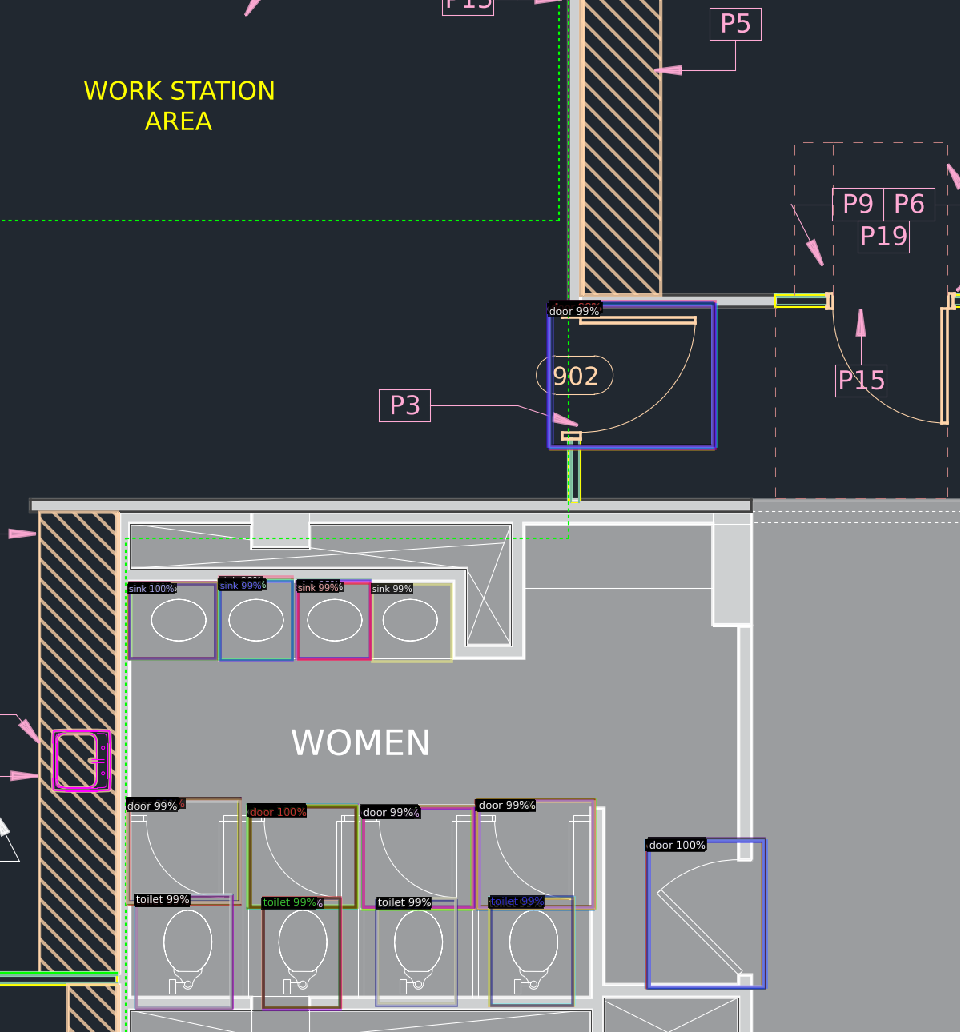 P15
P5
WORK STATION
AREA
P9 P6
P19
door 99%
902
P15
P3
sink 100%
sink 99%
sink 99%
sink 99%
WOMEN
door 99%
door 100%
door 99%
door 99%
door 100%
toilet 99%
toilet 99%
toilet 99%
toilet 99%